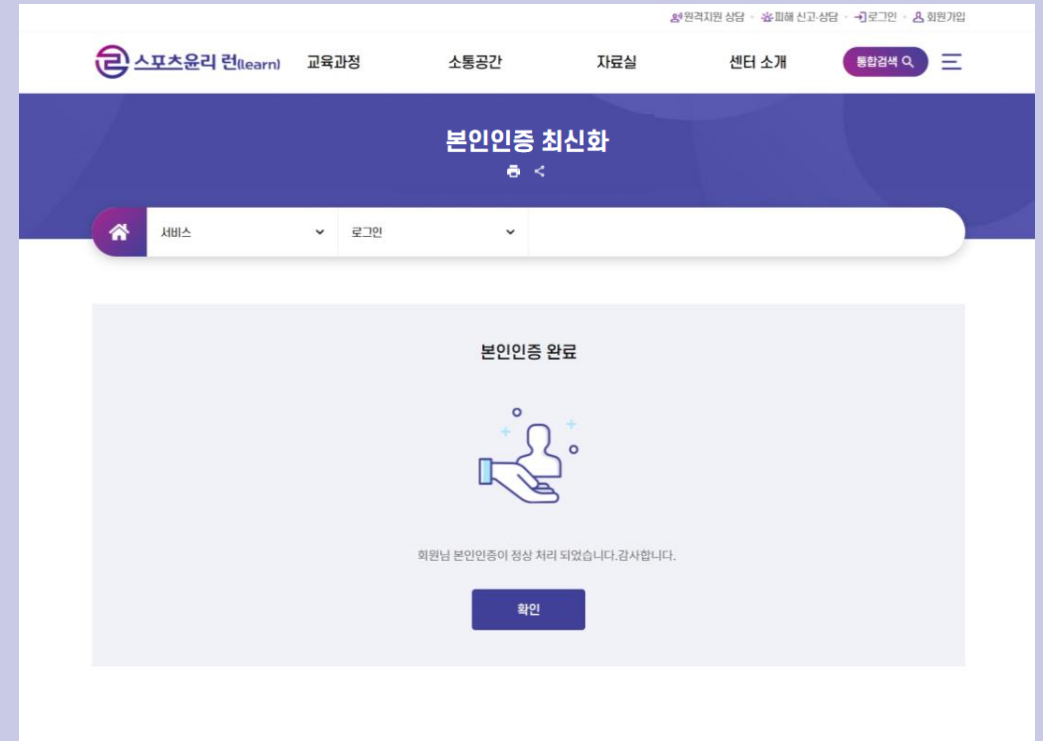 원격지원 상담 피해 신고·상담 로그인 회원가입
스포츠윤리 런(learn) 교육과정 소통공간 자료실 센터 소개 통합검색
본인인증 최신화
서비스 로그인
본인인증 완료
회원님 본인인증이 정상 처리 되었습니다.감사합니다.
확인